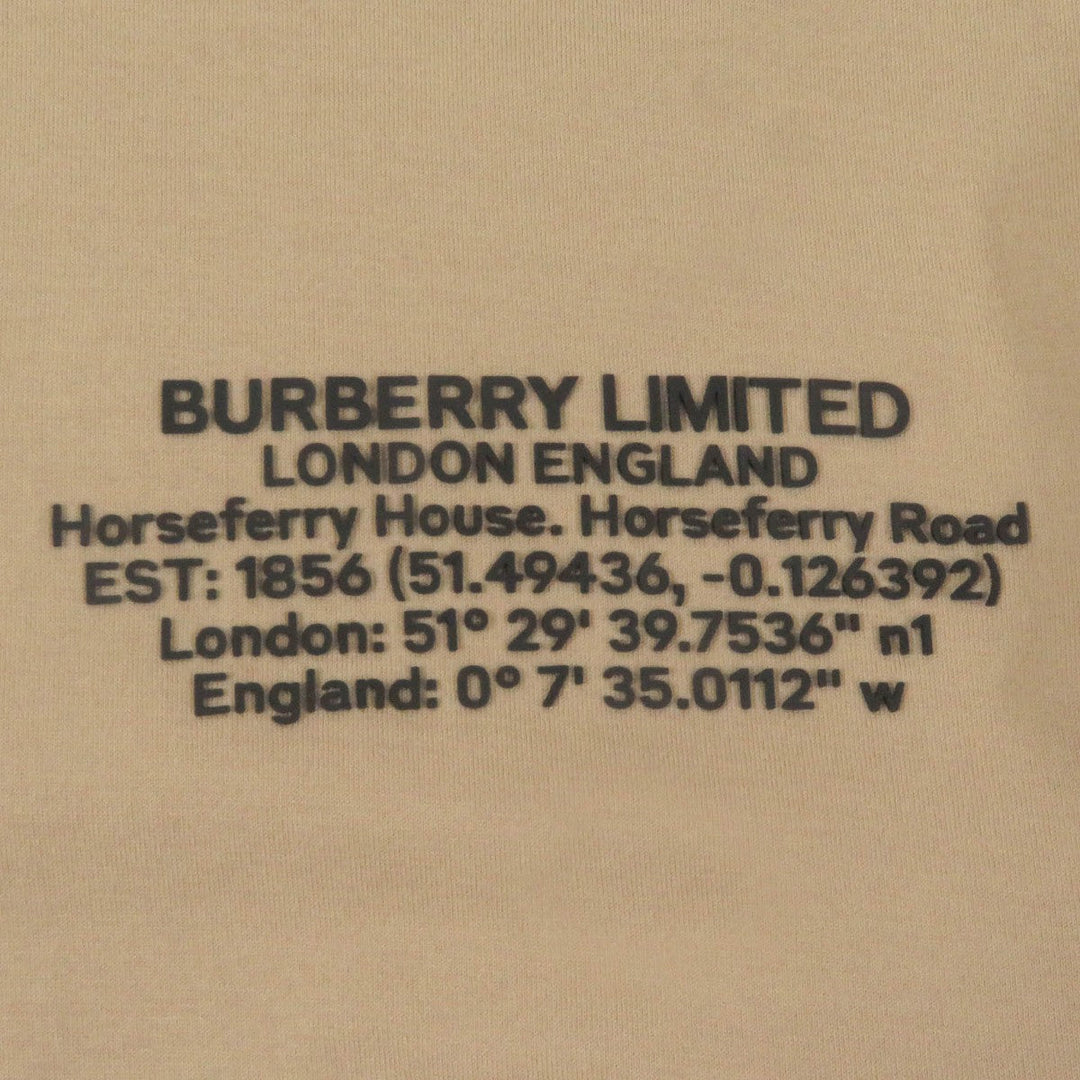 BURBERRY LIMITED
LONDON ENGLAND
Horseferry House. Horseferry Road
EST: 1856 (51.49436, -0.126392)
London: 51° 29' 39.7536" n1
England: 0° 7' 35.0112" w